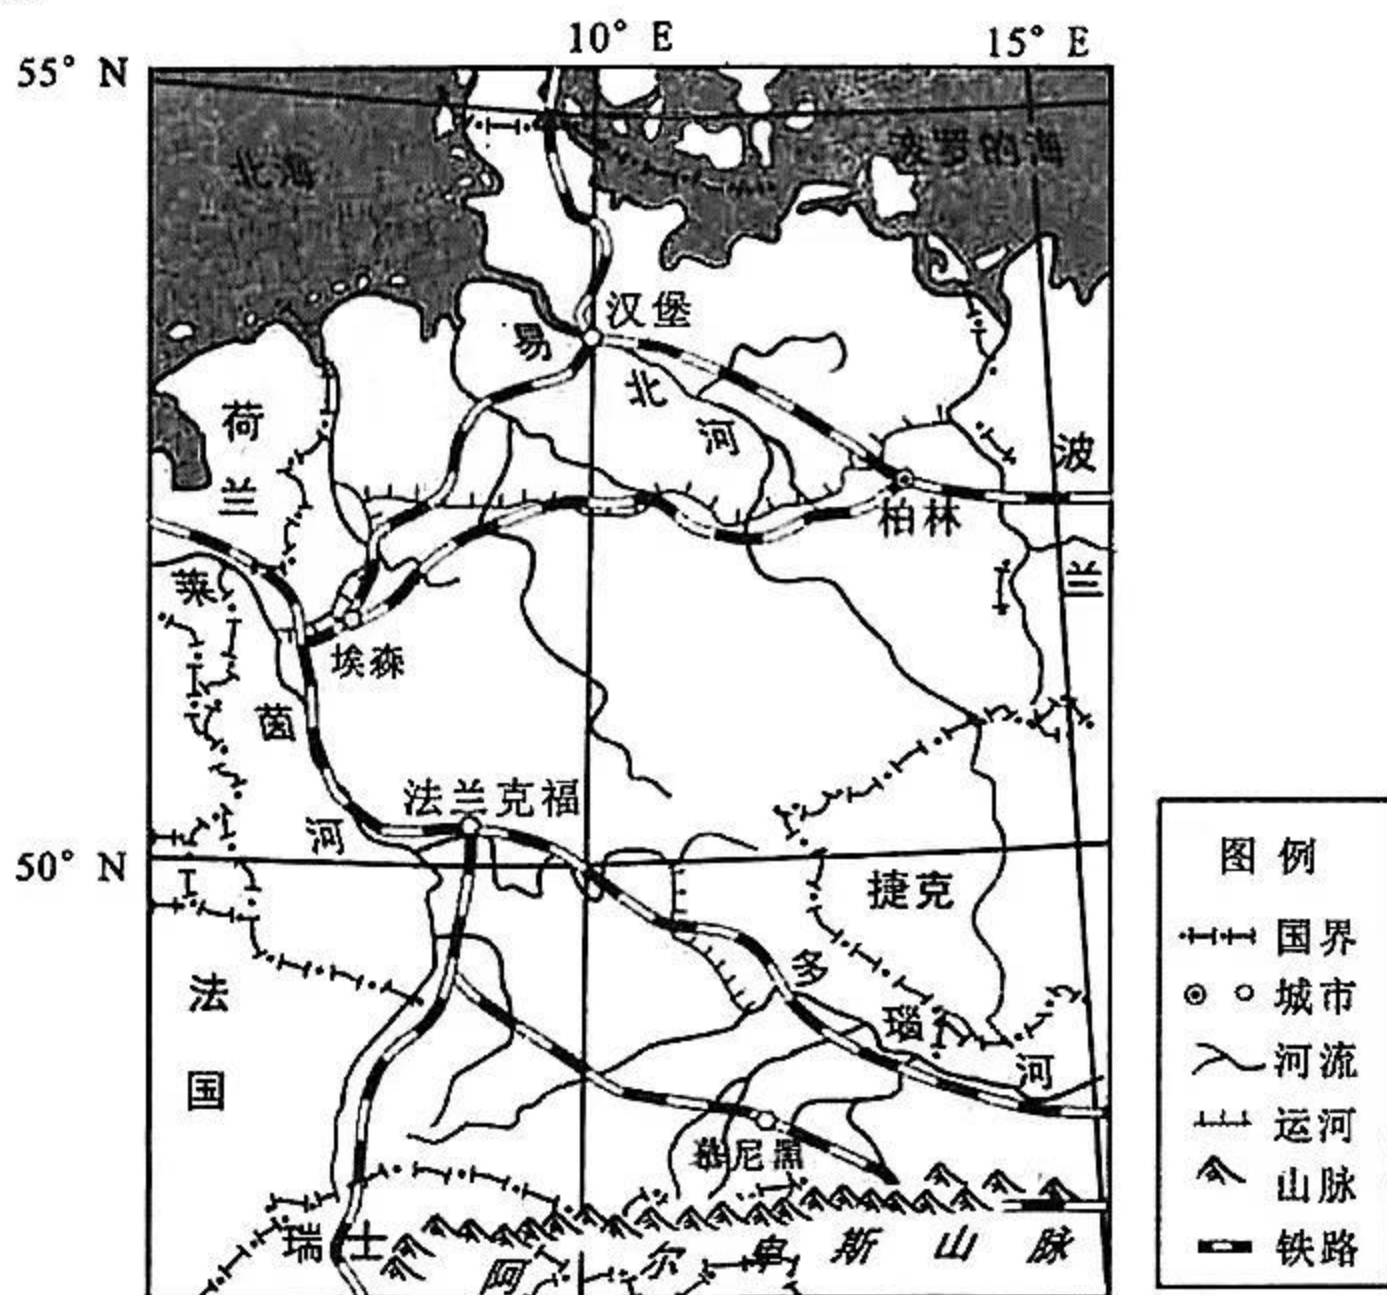 10° E
15° E
55° N
北海
波罗的海
汉堡
易北河
荷兰
波兰
柏林
莱茵河
埃森
法兰克福
50° N
捷克
法国
多瑙河
慕尼黑
瑞士
阿尔卑斯山脉
图例
国界
城市
河流
运河
山脉
铁路